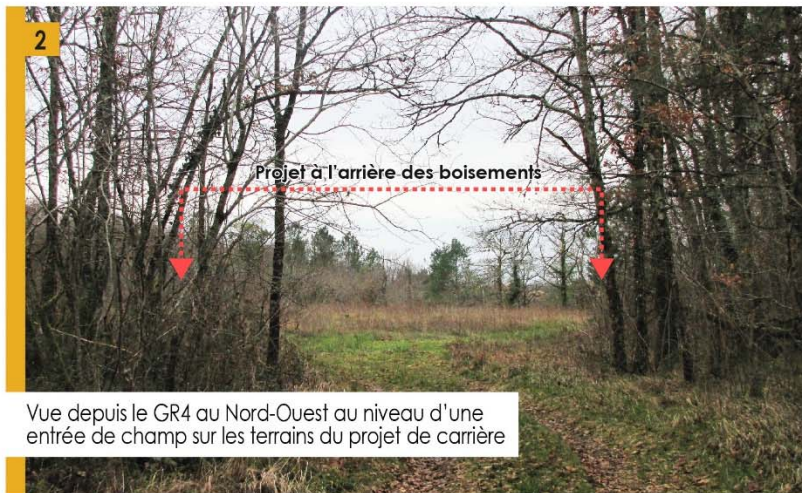 2
Projet à l'arrière des boisements
Vue depuis le GR4 au Nord-Ouest au niveau d'une
entrée de champ sur les terrains du projet de carrière